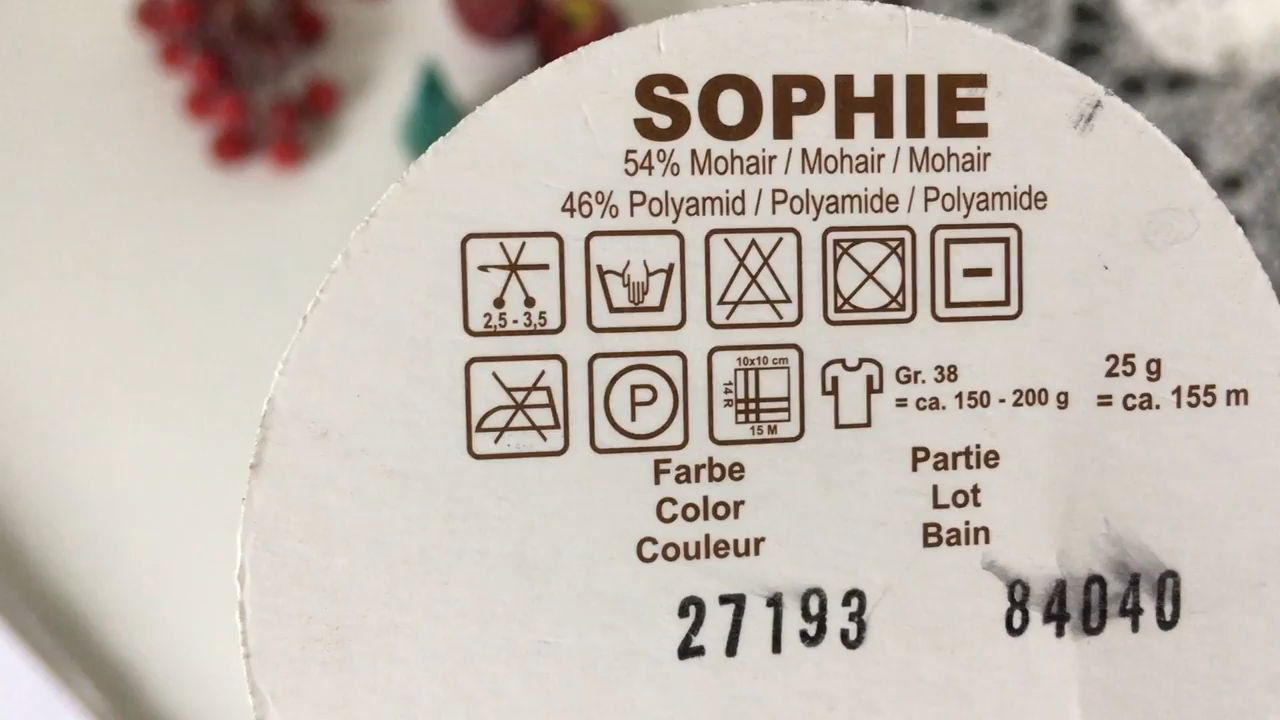 SOPHIE
54% Mohair / Mohair / Mohair
46% Polyamid / Polyamide / Polyamide
2,5 - 3,5
P
10x10 cm
14 R
15 M
Gr. 38
= ca. 150 - 200 g
25 g
= ca. 155 m
Farbe
Color
Couleur
Partie
Lot
Bain
27193
84040